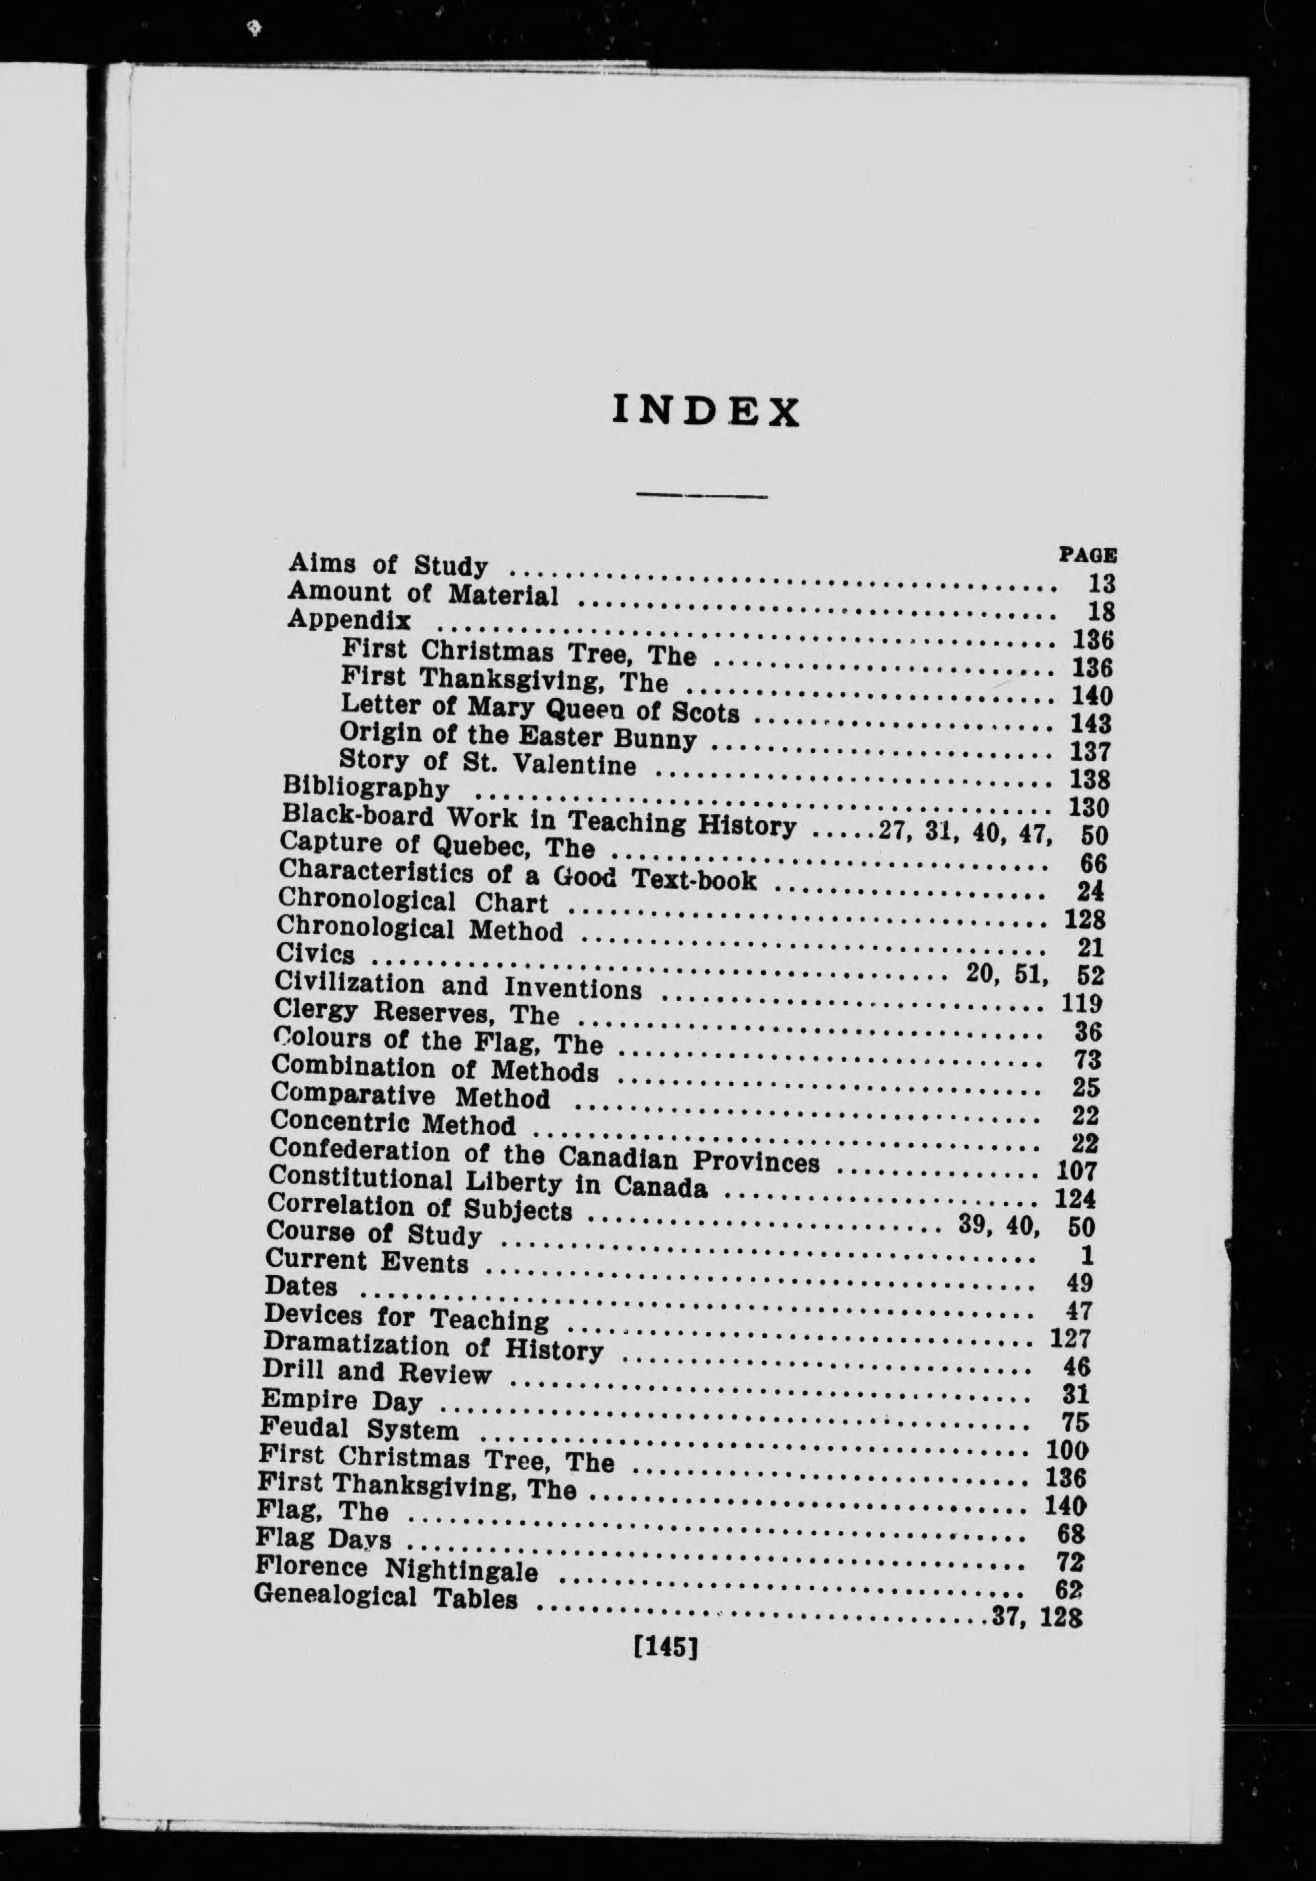 INDEX
PAGE
Aims of Study ........ 13
Amount of Material ........ 18
Appendix ........ 136
First Christmas Tree, The ........ 136
First Thanksgiving, The ........ 140
Letter of Mary Queen of Scots ........ 143
Origin of the Easter Bunny ........ 137
Story of St. Valentine ........ 138
Bibliography ........ 130
Black-board Work in Teaching History .....27, 31, 40, 47, 50
Capture of Quebec, The ........ 66
Characteristics of a Good Text-book ........ 24
Chronological Chart ........ 128
Chronological Method ........ 21
Civics ........ 20, 51, 52
Civilization and Inventions ........ 119
Clergy Reserves, The ........ 36
Colours of the Flag, The ........ 73
Combination of Methods ........ 25
Comparative Method ........ 22
Concentric Method ........ 22
Confederation of the Canadian Provinces ........ 107
Constitutional Liberty in Canada ........ 124
Correlation of Subjects ........ 39, 40, 50
Course of Study ........ 1
Current Events ........ 49
Dates ........ 47
Devices for Teaching ........ 127
Dramatization of History ........ 46
Drill and Review ........ 31
Empire Day ........ 75
Feudal System ........ 100
First Christmas Tree, The ........ 136
First Thanksgiving, The ........ 140
Flag, The ........ 68
Flag Days ........ 72
Florence Nightingale ........ 62
Genealogical Tables ........37, 128
[145]